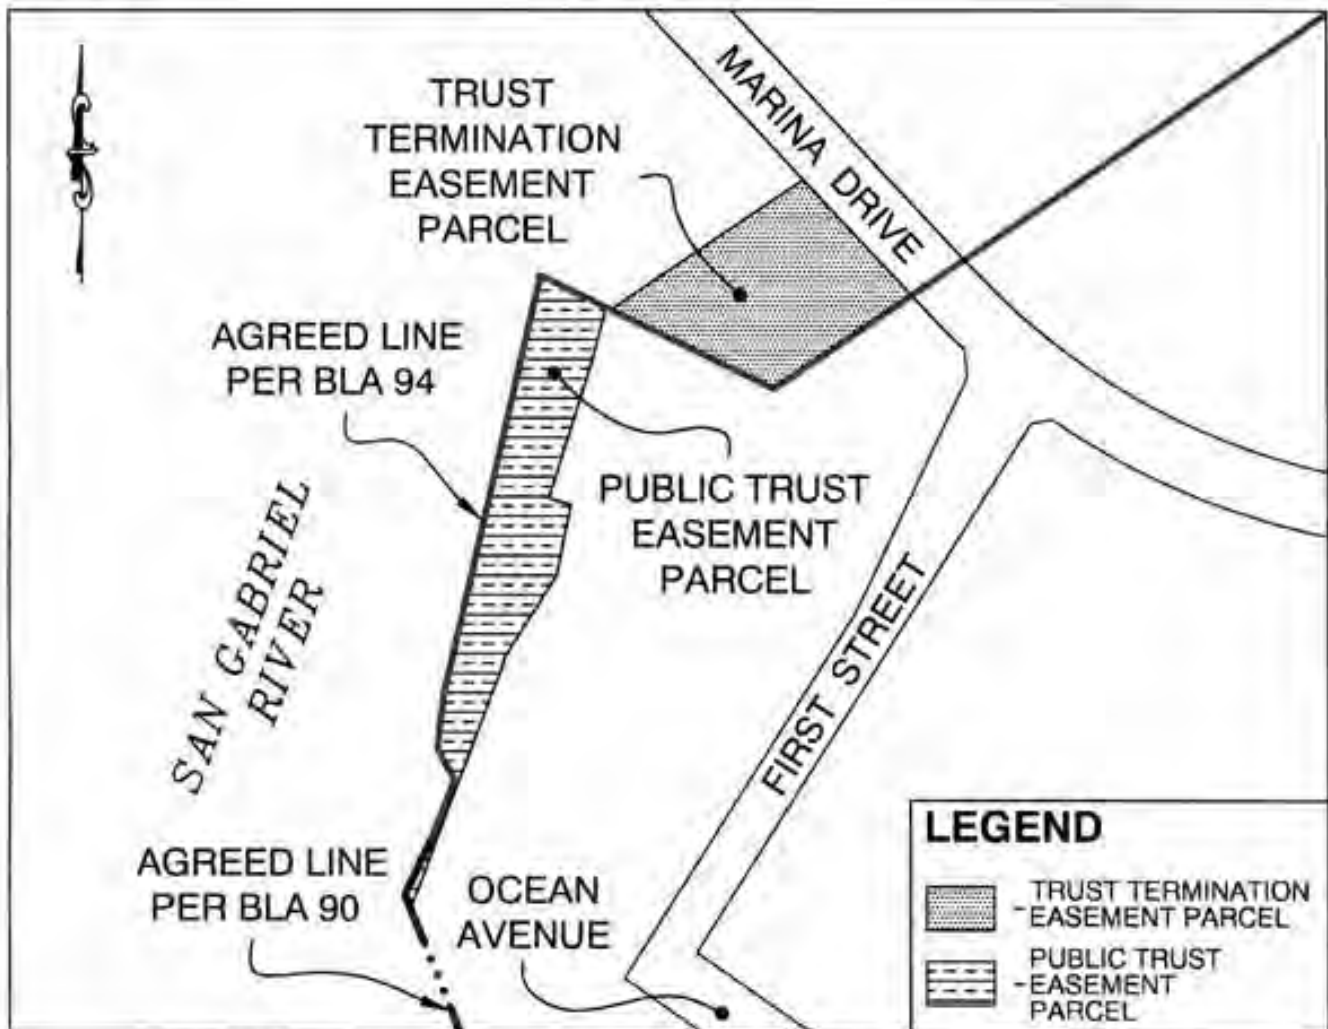 TRUST
TERMINATION
EASEMENT
PARCEL
MARINA DRIVE
AGREED LINE
PER BLA 94
PUBLIC TRUST
EASEMENT
PARCEL
SAN GABRIEL
RIVER
FIRST STREET
AGREED LINE
PER BLA 90
OCEAN
AVENUE
LEGEND
- TRUST TERMINATION
EASEMENT PARCEL
PUBLIC TRUST
- EASEMENT
PARCEL